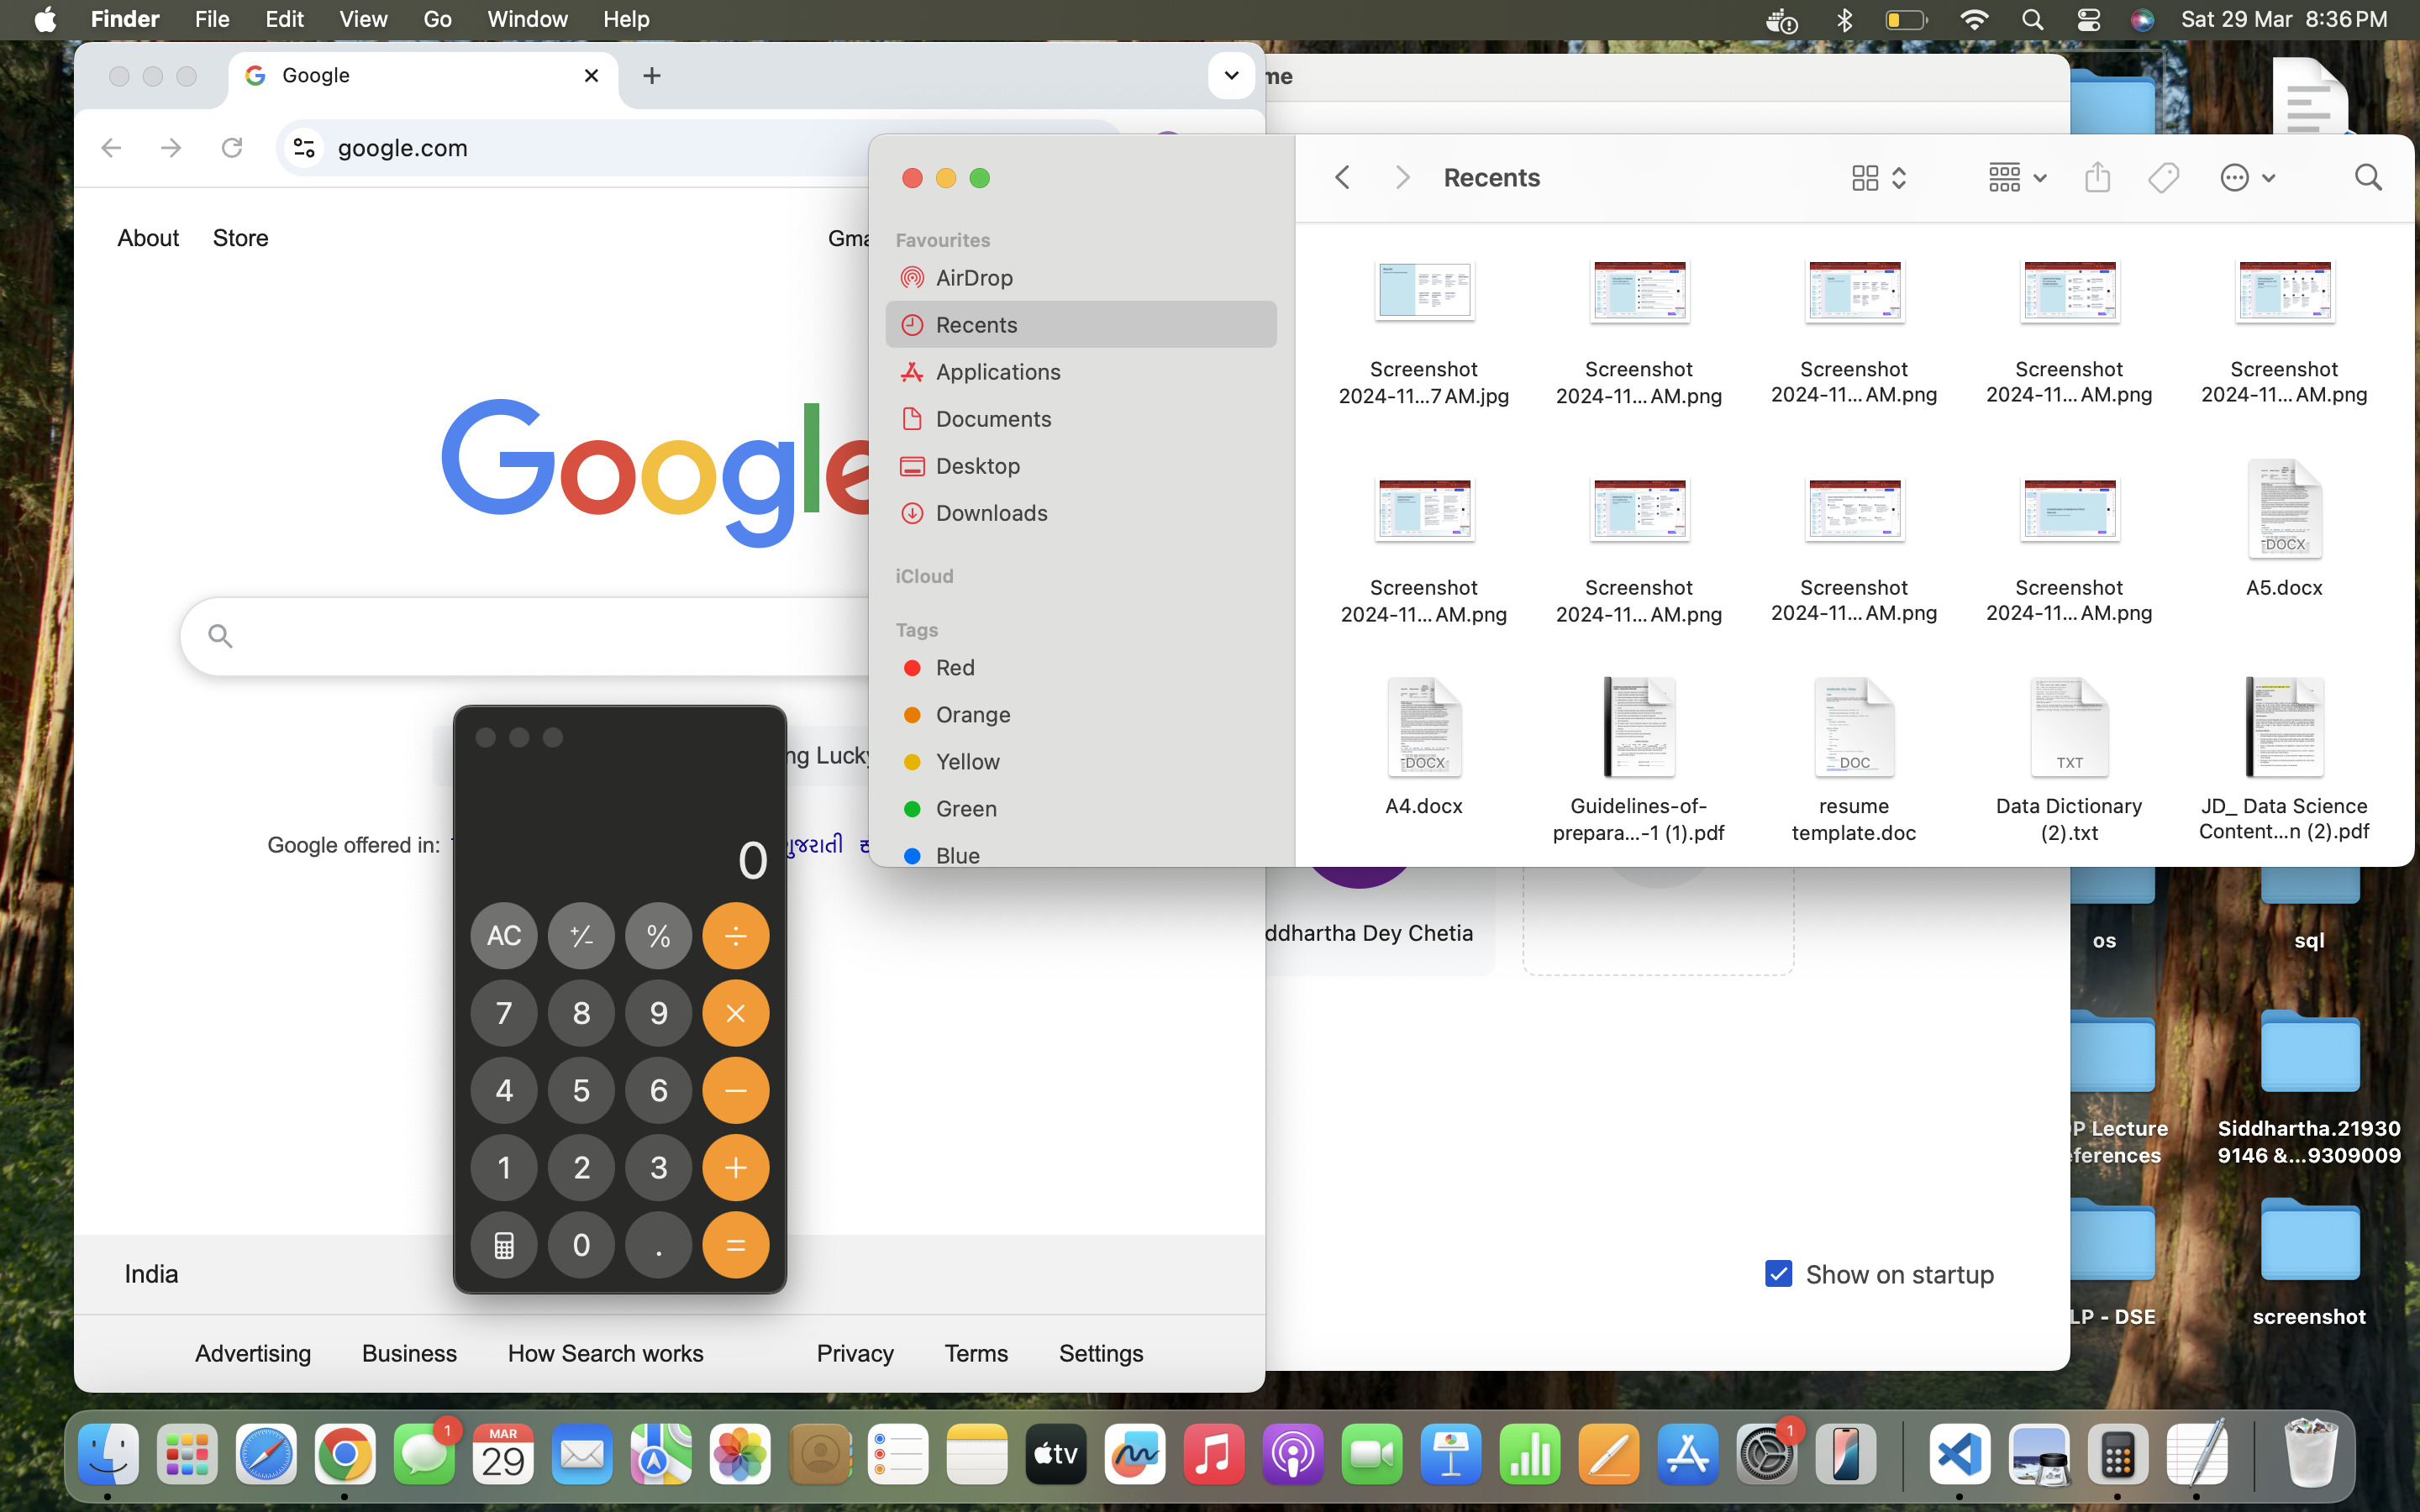 Finder File Edit View Go Window Help
Sat 29 Mar 8:36 PM
Google
me
google.com
Recents
About Store
Favourites
AirDrop
Recents
Applications
Documents
Desktop
Downloads
iCloud
Tags
Red
Orange
Yellow
Green
Blue
Screenshot
2024-11...7 AM.jpg
Screenshot
2024-11... AM.png
Screenshot
2024-11... AM.png
Screenshot
2024-11... AM.png
Screenshot
2024-11... AM.png
Screenshot
2024-11... AM.png
Screenshot
2024-11... AM.png
Screenshot
2024-11... AM.png
Screenshot
2024-11... AM.png
DOCX
A5.docx
DOCX
A4.docx
Guidelines-of-
prepara...-1 (1).pdf
DOC
resume
template.doc
TXT
Data Dictionary
(2).txt
JD_ Data Science
Content...n (2).pdf
Google
ng Lucky
Google offered in:
ગુજરાતી
0
AC +/- % ÷
7 8 9 ×
4 5 6 −
1 2 3 +
0 . =
ddhartha Dey Chetia
Show on startup
India
Advertising Business How Search works Privacy Terms Settings
os
sql
P Lecture
ferences
Siddhartha.21930
9146 &...9309009
LP - DSE
screenshot
1
MAR
29
tv
1